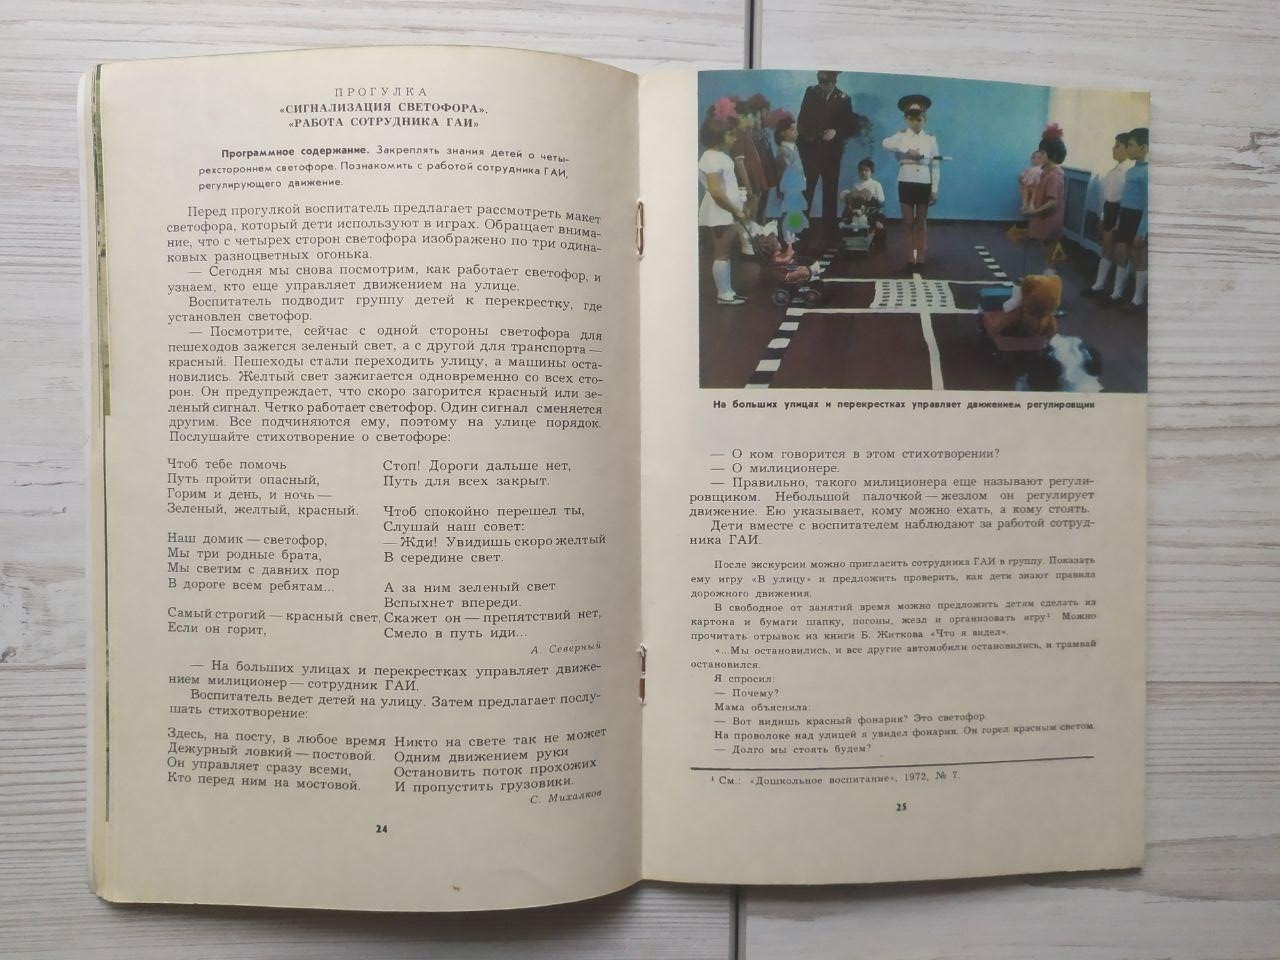 ПРОГУЛКА
«СИГНАЛИЗАЦИЯ СВЕТОФОРА».
«РАБОТА СОТРУДНИКА ГАИ»
Программное содержание. Закреплять знания детей о четы-
рехстороннем светофоре. Познакомить с работой сотрудника ГАИ,
регулирующего движение.
Перед прогулкой воспитатель предлагает рассмотреть макет
светофора, который дети используют в играх. Обращает внима-
ние, что с четырех сторон светофора изображено по три одина-
ковых разноцветных огонька.
— Сегодня мы снова посмотрим, как работает светофор, и
узнаем, кто еще управляет движением на улице.
Воспитатель подводит группу детей к перекрестку, где
установлен светофор.
— Посмотрите, сейчас с одной стороны светофора для
пешеходов зажегся зеленый свет, а с другой для транспорта —
красный. Пешеходы стали переходить улицу, а машины оста-
новились. Желтый свет зажигается одновременно со всех сто-
рон. Он предупреждает, что скоро загорится красный или зе-
леный сигнал. Четко работает светофор. Один сигнал сменяется
другим. Все подчиняются ему, поэтому на улице порядок.
Послушайте стихотворение о светофоре:
Чтоб тебе помочь
Путь пройти опасный,
Горим и день, и ночь —
Зеленый, желтый, красный.
Наш домик — светофор,
Мы три родные брата,
Мы светим с давних пор
В дороге всем ребятам...
Самый строгий — красный свет,
Если он горит,
Стоп! Дороги дальше нет,
Путь для всех закрыт.
Чтоб спокойно перешел ты,
Слушай наш совет:
— Жди! Увидишь скоро желтый
В середине свет.
А за ним зеленый свет
Вспыхнет впереди.
Скажет он — препятствий нет,
Смело в путь иди...
А. Северный
— На больших улицах и перекрестках управляет движе-
нием милиционер — сотрудник ГАИ.
Воспитатель ведет детей на улицу. Затем предлагает послу-
шать стихотворение:
Здесь, на посту, в любое время
Дежурный ловкий — постовой.
Он управляет сразу всеми,
Кто перед ним на мостовой.
Никто на свете так не может
Одним движением руки
Остановить поток прохожих
И пропустить грузовики.
С. Михалков
24
На больших улицах и перекрестках управляет движением регулировщик
— О ком говорится в этом стихотворении?
— О милиционере.
— Правильно, такого милиционера еще называют регули-
ровщиком. Небольшой палочкой — жезлом он регулирует
движение. Ею указывает, кому можно ехать, а кому стоять.
Дети вместе с воспитателем наблюдают за работой сотруд-
ника ГАИ.
После экскурсии можно пригласить сотрудника ГАИ в группу. Показать
ему игру «В улицу» и предложить проверить, как дети знают правила
дорожного движения.
В свободное от занятий время можно предложить детям сделать из
картона и бумаги шапку, погоны, жезл и организовать игру¹ Можно
прочитать отрывок из книги Б. Житкова «Что я видел».
«...Мы остановились, и все другие автомобили остановились, и трамвай
остановился.
Я спросил:
— Почему?
Мама объяснила:
— Вот видишь красный фонарик? Это светофор.
На проволоке над улицей я увидел фонарик. Он горел красным светом.
— Долго мы стоять будем?
¹ См.: «Дошкольное воспитание», 1972, № 7.
25